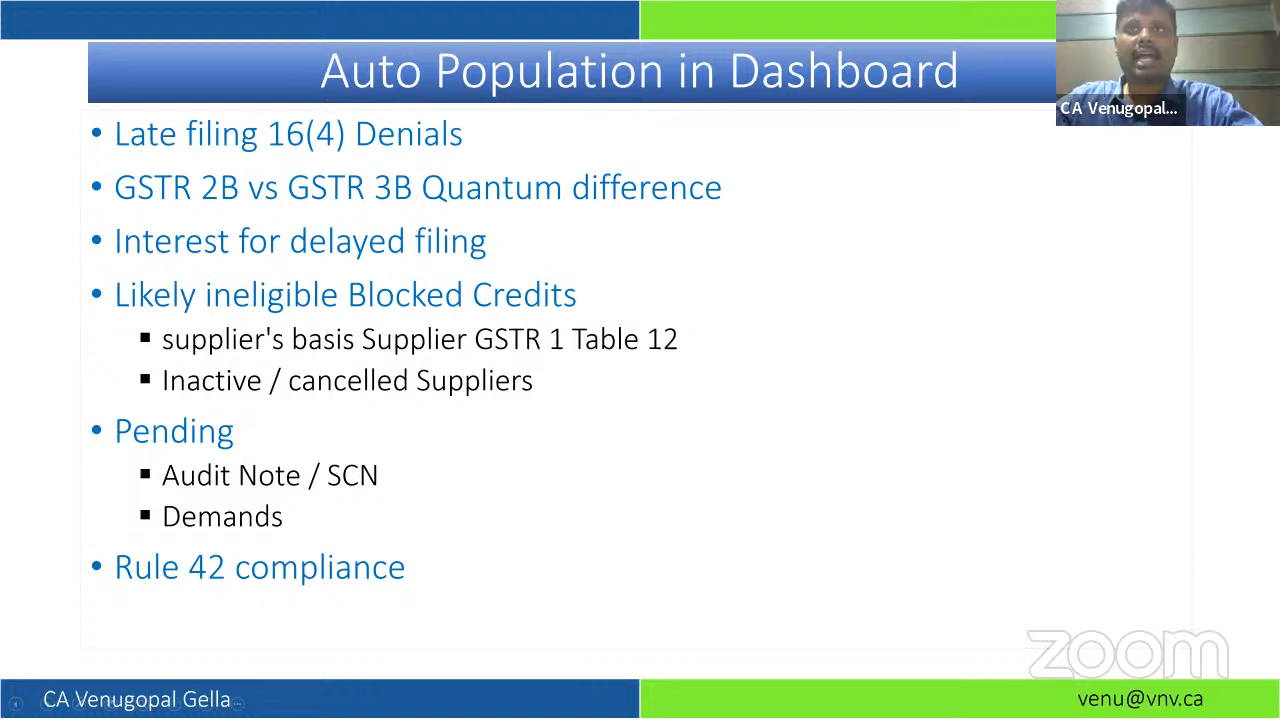 Auto Population in Dashboard
CA Venugopal...
• Late filing 16(4) Denials
• GSTR 2B vs GSTR 3B Quantum difference
• Interest for delayed filing
• Likely ineligible Blocked Credits
▪ supplier's basis Supplier GSTR 1 Table 12
▪ Inactive / cancelled Suppliers
• Pending
▪ Audit Note / SCN
▪ Demands
• Rule 42 compliance
zoom
CA Venugopal Gella
venu@vnv.ca